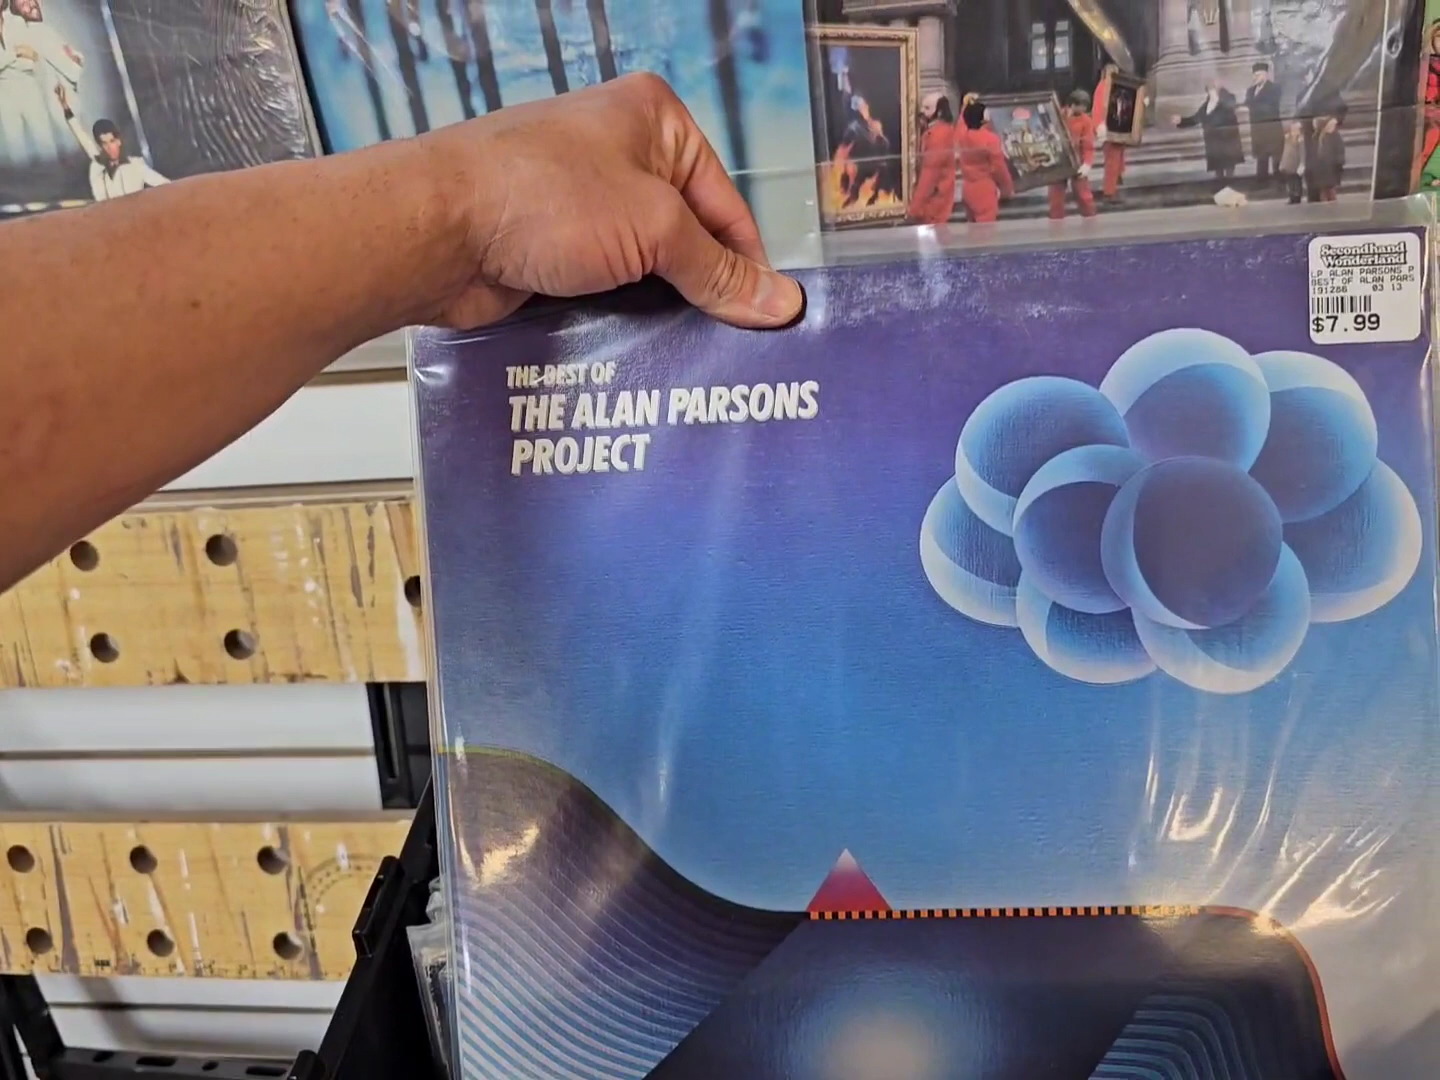 THE BEST OF
THE ALAN PARSONS
PROJECT
Secondhand
Wonderland
LP ALAN PARSONS P
BEST OF ALAN PARS
191286 03 13
$7.99